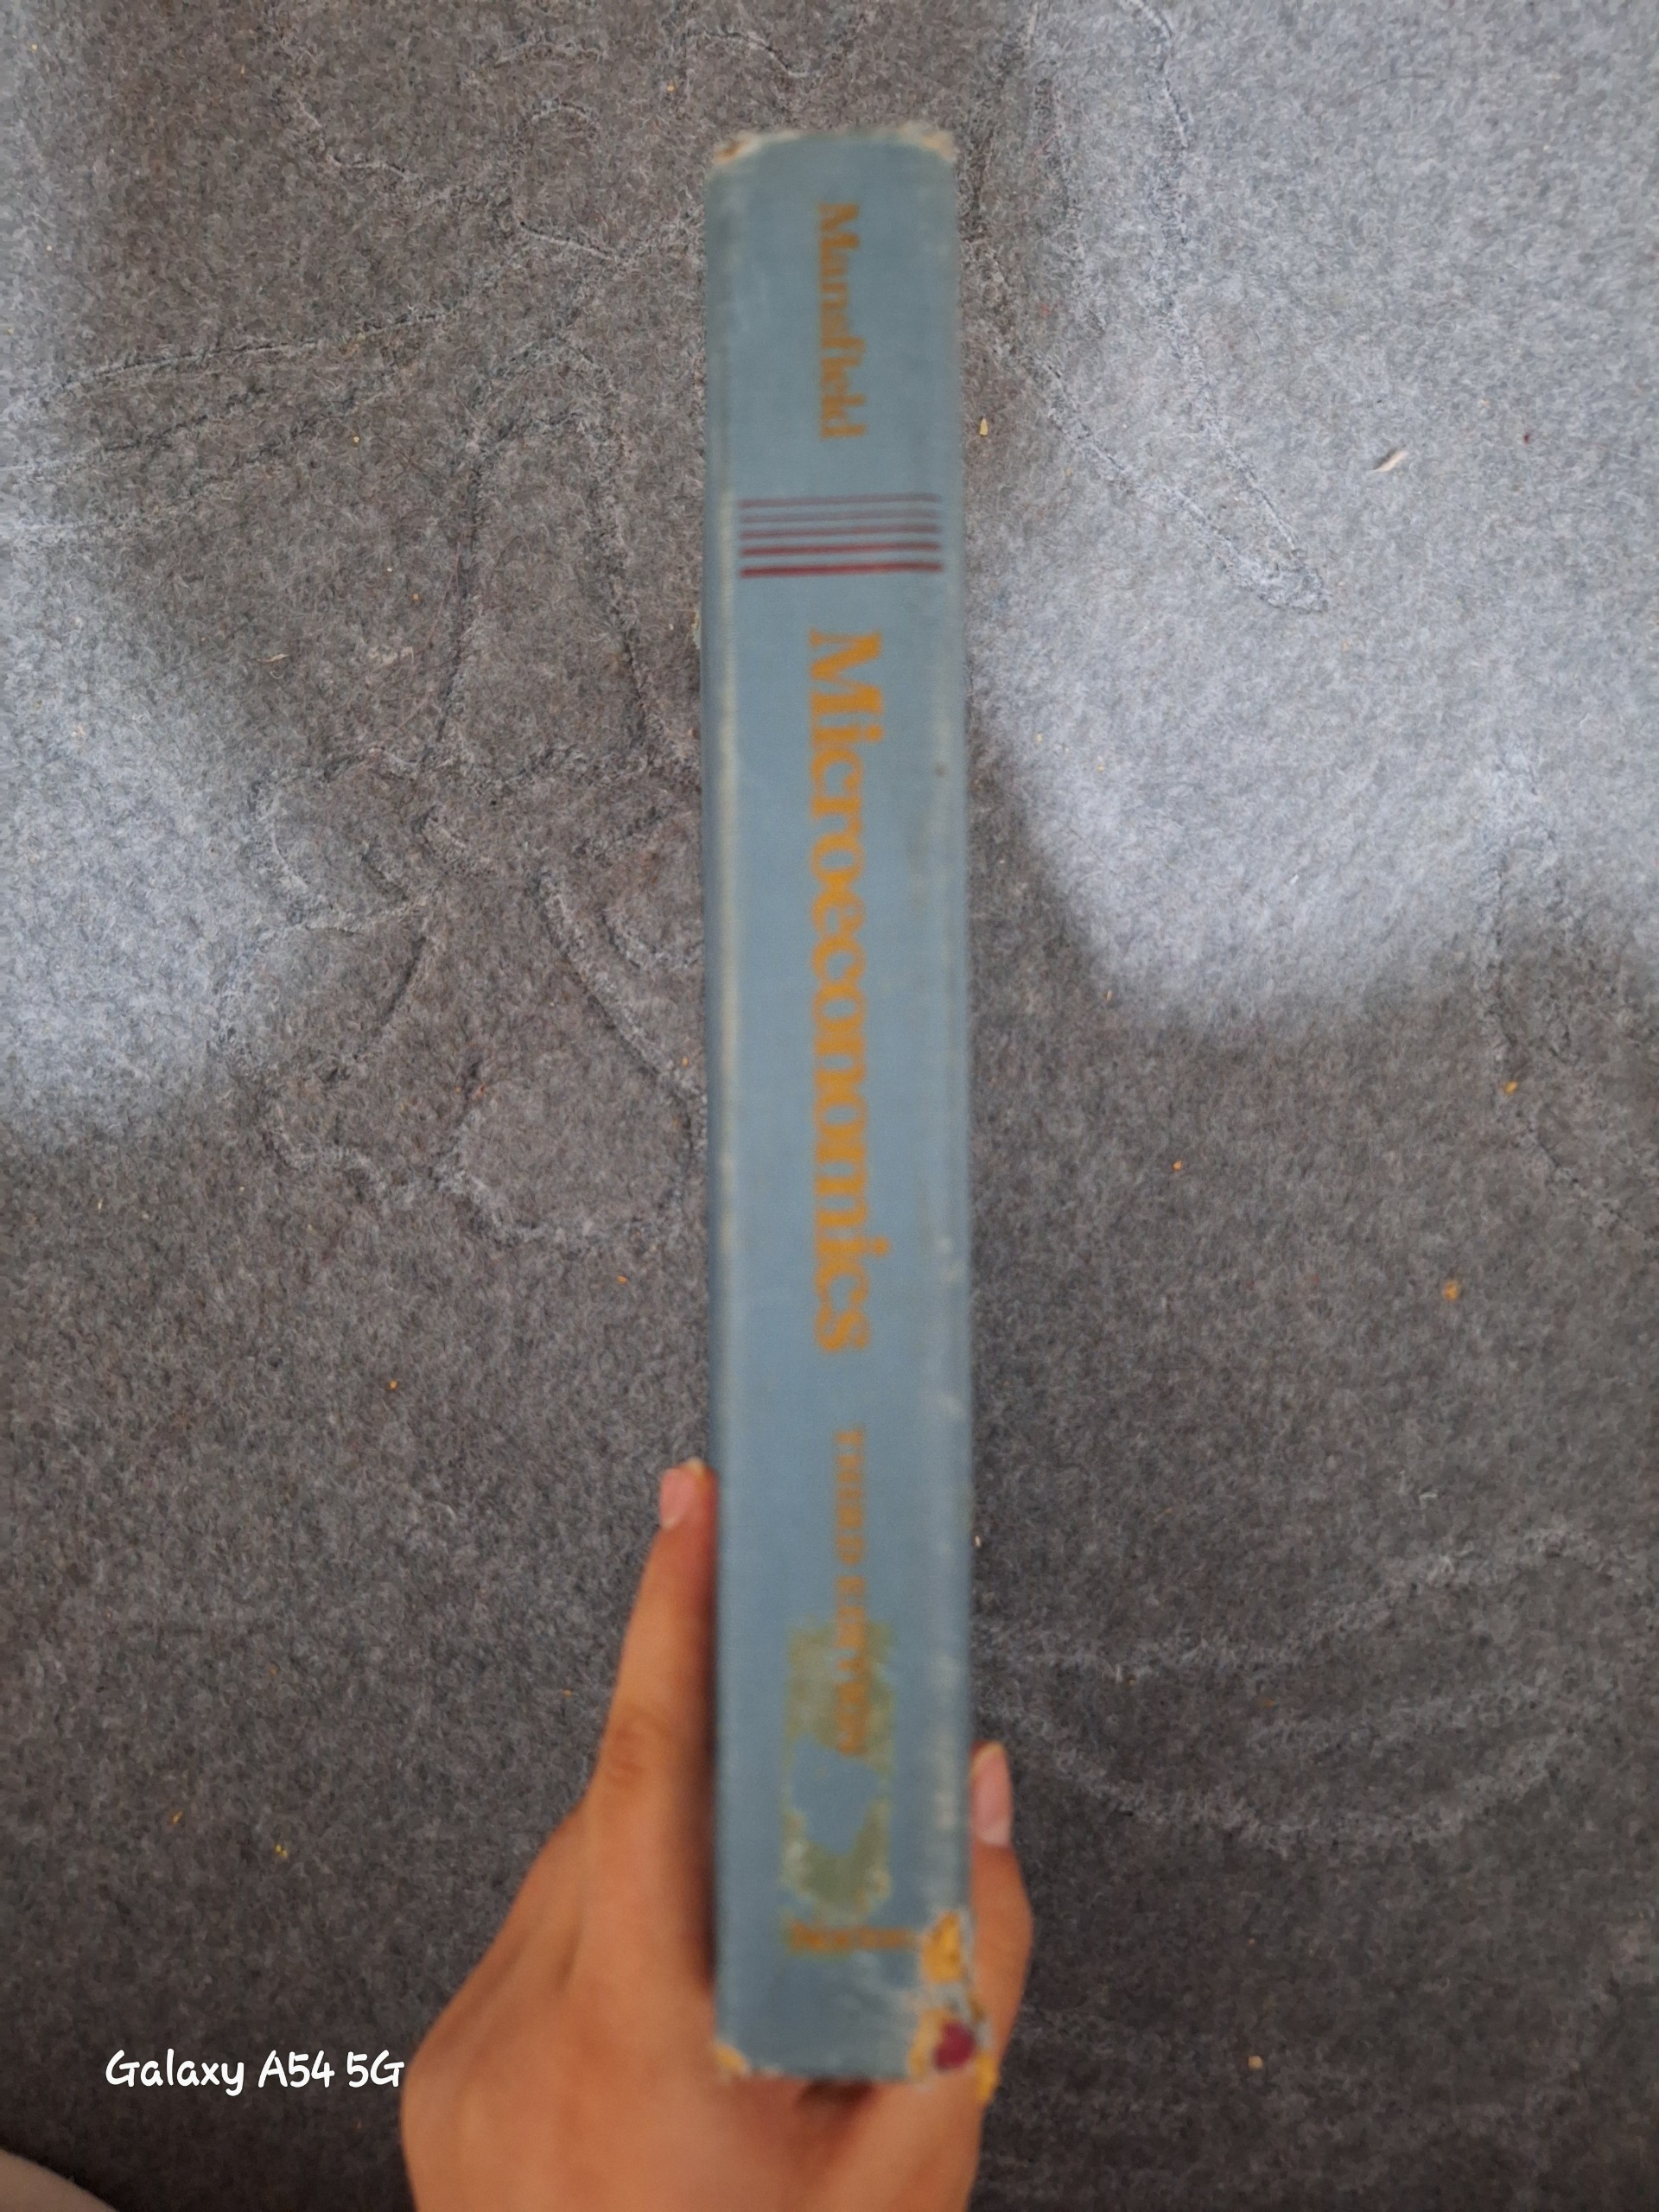 Mansfield
Microeconomics
THIRD EDITION
Galaxy A54 5G